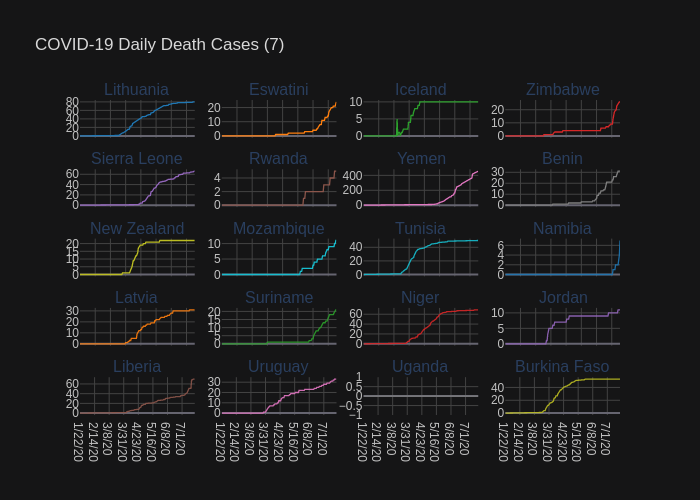 COVID-19 Daily Death Cases (7)
Lithuania Eswatini Iceland Zimbabwe
80 60 40 20 0
20 10 0
10 5 0
20 10 0
Sierra Leone Rwanda Yemen Benin
60 40 20 0
4 2 0
400 200 0
30 20 10 0
New Zealand Mozambique Tunisia Namibia
20 15 10 5 0
10 5 0
40 20 0
6 4 2 0
Latvia Suriname Niger Jordan
30 20 10 0
20 15 10 5 0
60 40 20 0
10 5 0
Liberia Uruguay Uganda Burkina Faso
60 40 20 0
30 20 10 0
1 0.5 0 −0.5 −1
40 20 0
1/22/20 2/14/20 3/8/20 3/31/20 4/23/20 5/16/20 6/8/20 7/1/20
1/22/20 2/14/20 3/8/20 3/31/20 4/23/20 5/16/20 6/8/20 7/1/20
1/22/20 2/14/20 3/8/20 3/31/20 4/23/20 5/16/20 6/8/20 7/1/20
1/22/20 2/14/20 3/8/20 3/31/20 4/23/20 5/16/20 6/8/20 7/1/20